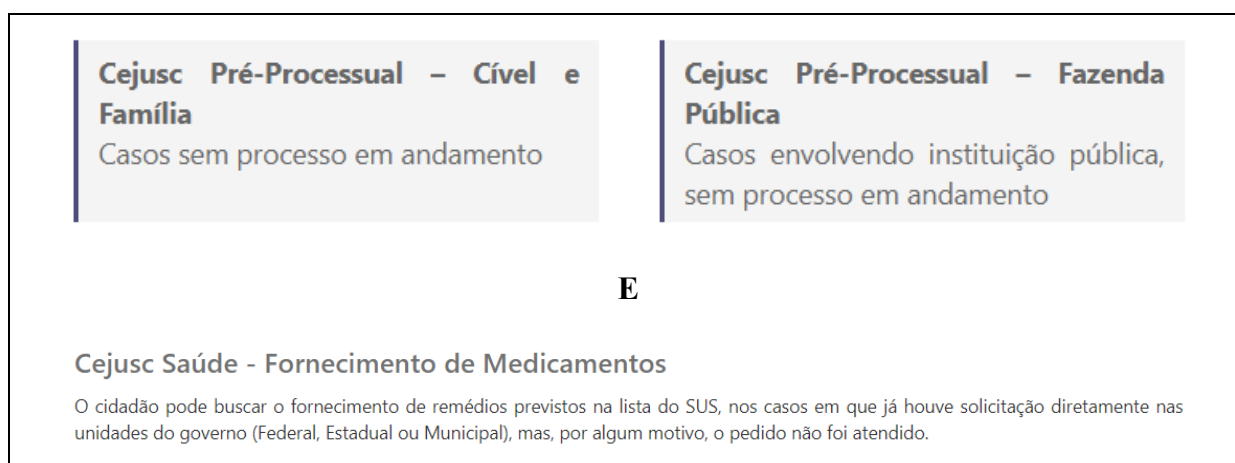 Cejusc Pré-Processual – Cível e
Família
Casos sem processo em andamento
Cejusc Pré-Processual – Fazenda
Pública
Casos envolvendo instituição pública,
sem processo em andamento
E
Cejusc Saúde - Fornecimento de Medicamentos
O cidadão pode buscar o fornecimento de remédios previstos na lista do SUS, nos casos em que já houve solicitação diretamente nas
unidades do governo (Federal, Estadual ou Municipal), mas, por algum motivo, o pedido não foi atendido.